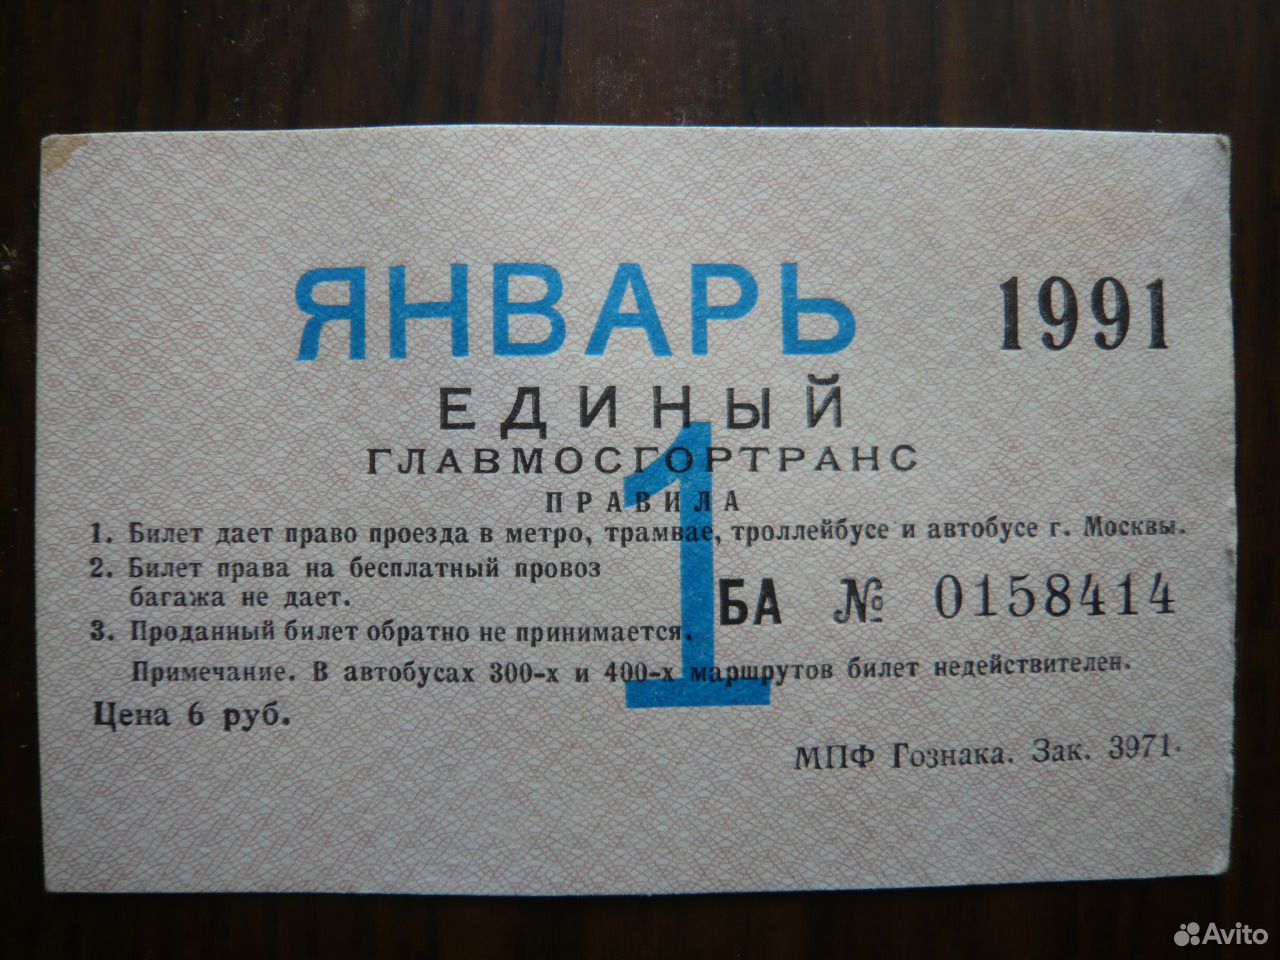 ЯНВАРЬ 1991
ЕДИНЫЙ
1
ГЛАВМОСГОРТРАНС
ПРАВИЛА
1. Билет дает право проезда в метро, трамвае, троллейбусе и автобусе г. Москвы.
2. Билет права на бесплатный провоз
багажа не дает.
БА № 0158414
3. Проданный билет обратно не принимается.
Примечание. В автобусах 300-х и 400-х маршрутов билет недействителен.
Цена 6 руб.
МПФ Гознака. Зак. 3971.
Avito